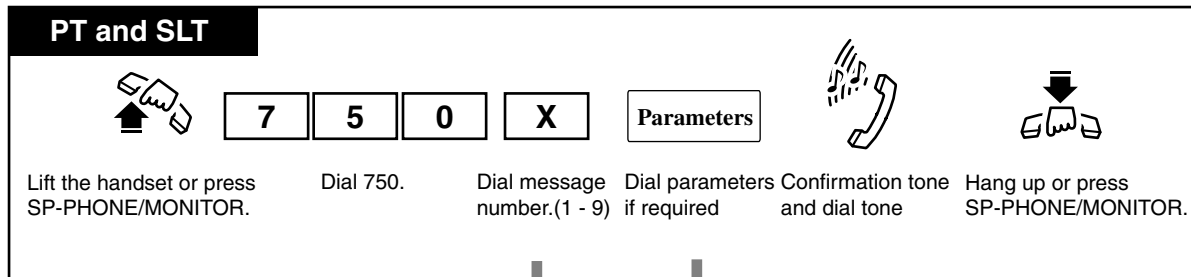 PT and SLT
7 5 0 X Parameters
Lift the handset or press
SP-PHONE/MONITOR.
Dial 750.
Dial message
number.(1 - 9)
Dial parameters
if required
Confirmation tone
and dial tone
Hang up or press
SP-PHONE/MONITOR.